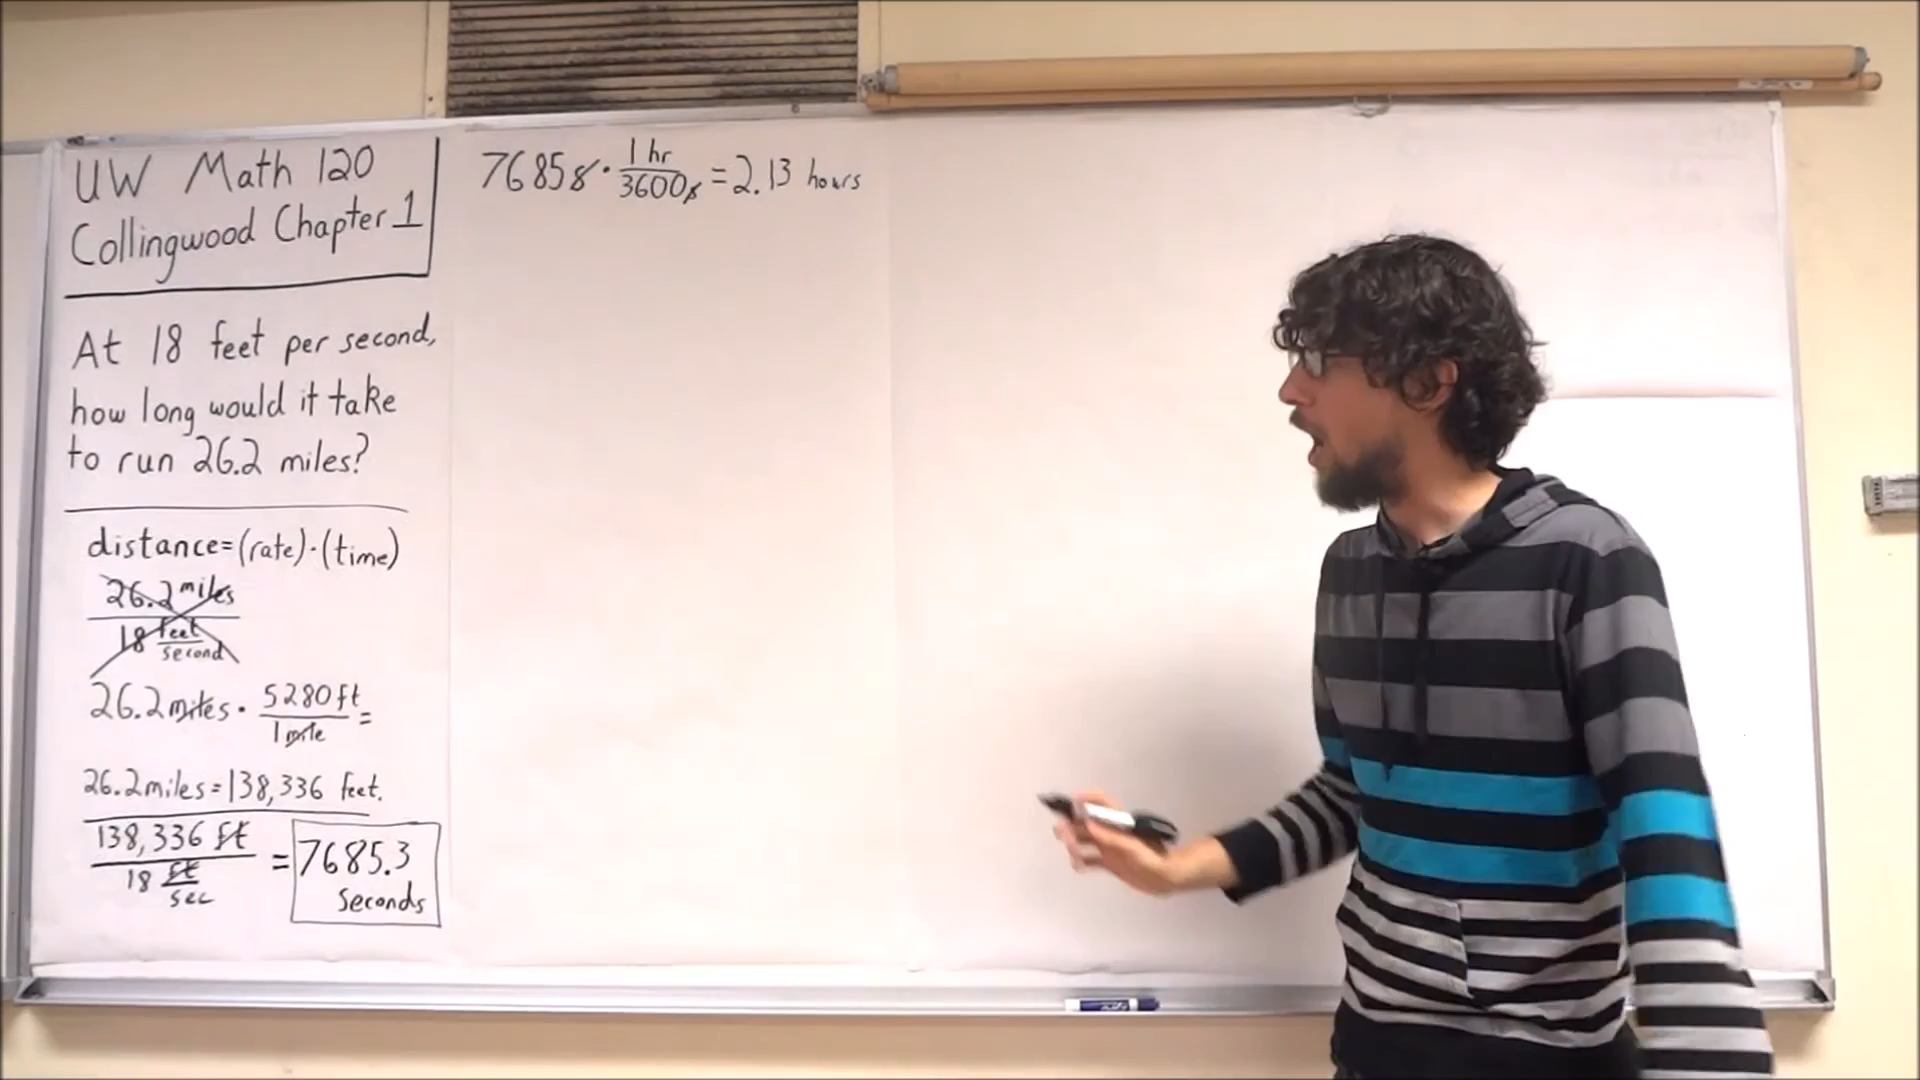 UW Math 120
Collingwood Chapter 1
At 18 feet per second,
how long would it take
to run 26.2 miles?
distance=(rate)·(time)
26.2 miles
18 feet
second
26.2 miles · 5280 ft
1 mile =
26.2 miles = 138,336 feet.
138,336 ft
18 ft
sec
= 7685.3
seconds
7685 s · 1 hr
3600 s = 2.13 hours